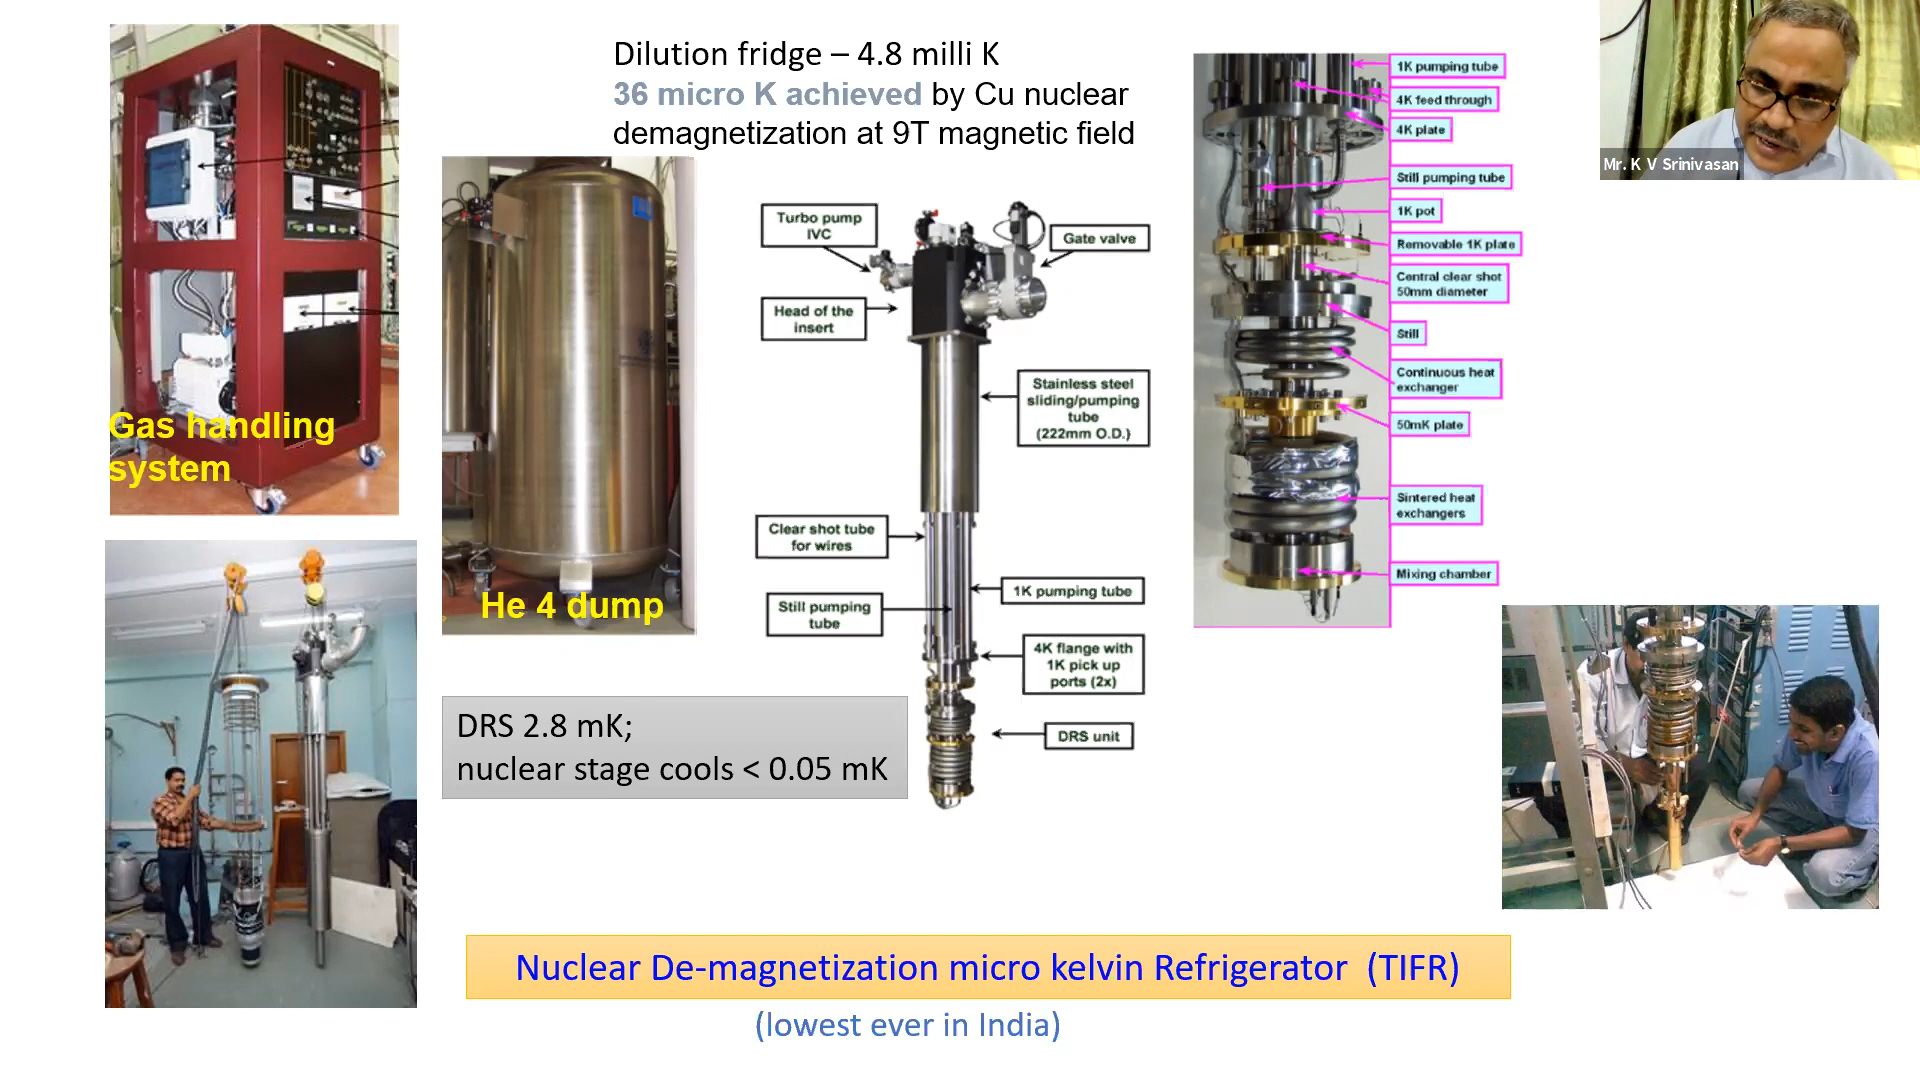 Dilution fridge – 4.8 milli K
36 micro K achieved by Cu nuclear
demagnetization at 9T magnetic field
Gas handling
system
He 4 dump
Turbo pump
IVC
Gate valve
Head of the
insert
Stainless steel
sliding/pumping
tube
(222mm O.D.)
Clear shot tube
for wires
1K pumping tube
Still pumping
tube
4K flange with
1K pick up
ports (2x)
DRS unit
1K pumping tube
4K feed through
4K plate
Still pumping tube
1K pot
Removable 1K plate
Central clear shot
50mm diameter
Still
Continuous heat
exchanger
50mK plate
Sintered heat
exchangers
Mixing chamber
Mr. K V Srinivasan
DRS 2.8 mK;
nuclear stage cools < 0.05 mK
Nuclear De-magnetization micro kelvin Refrigerator (TIFR)
(lowest ever in India)